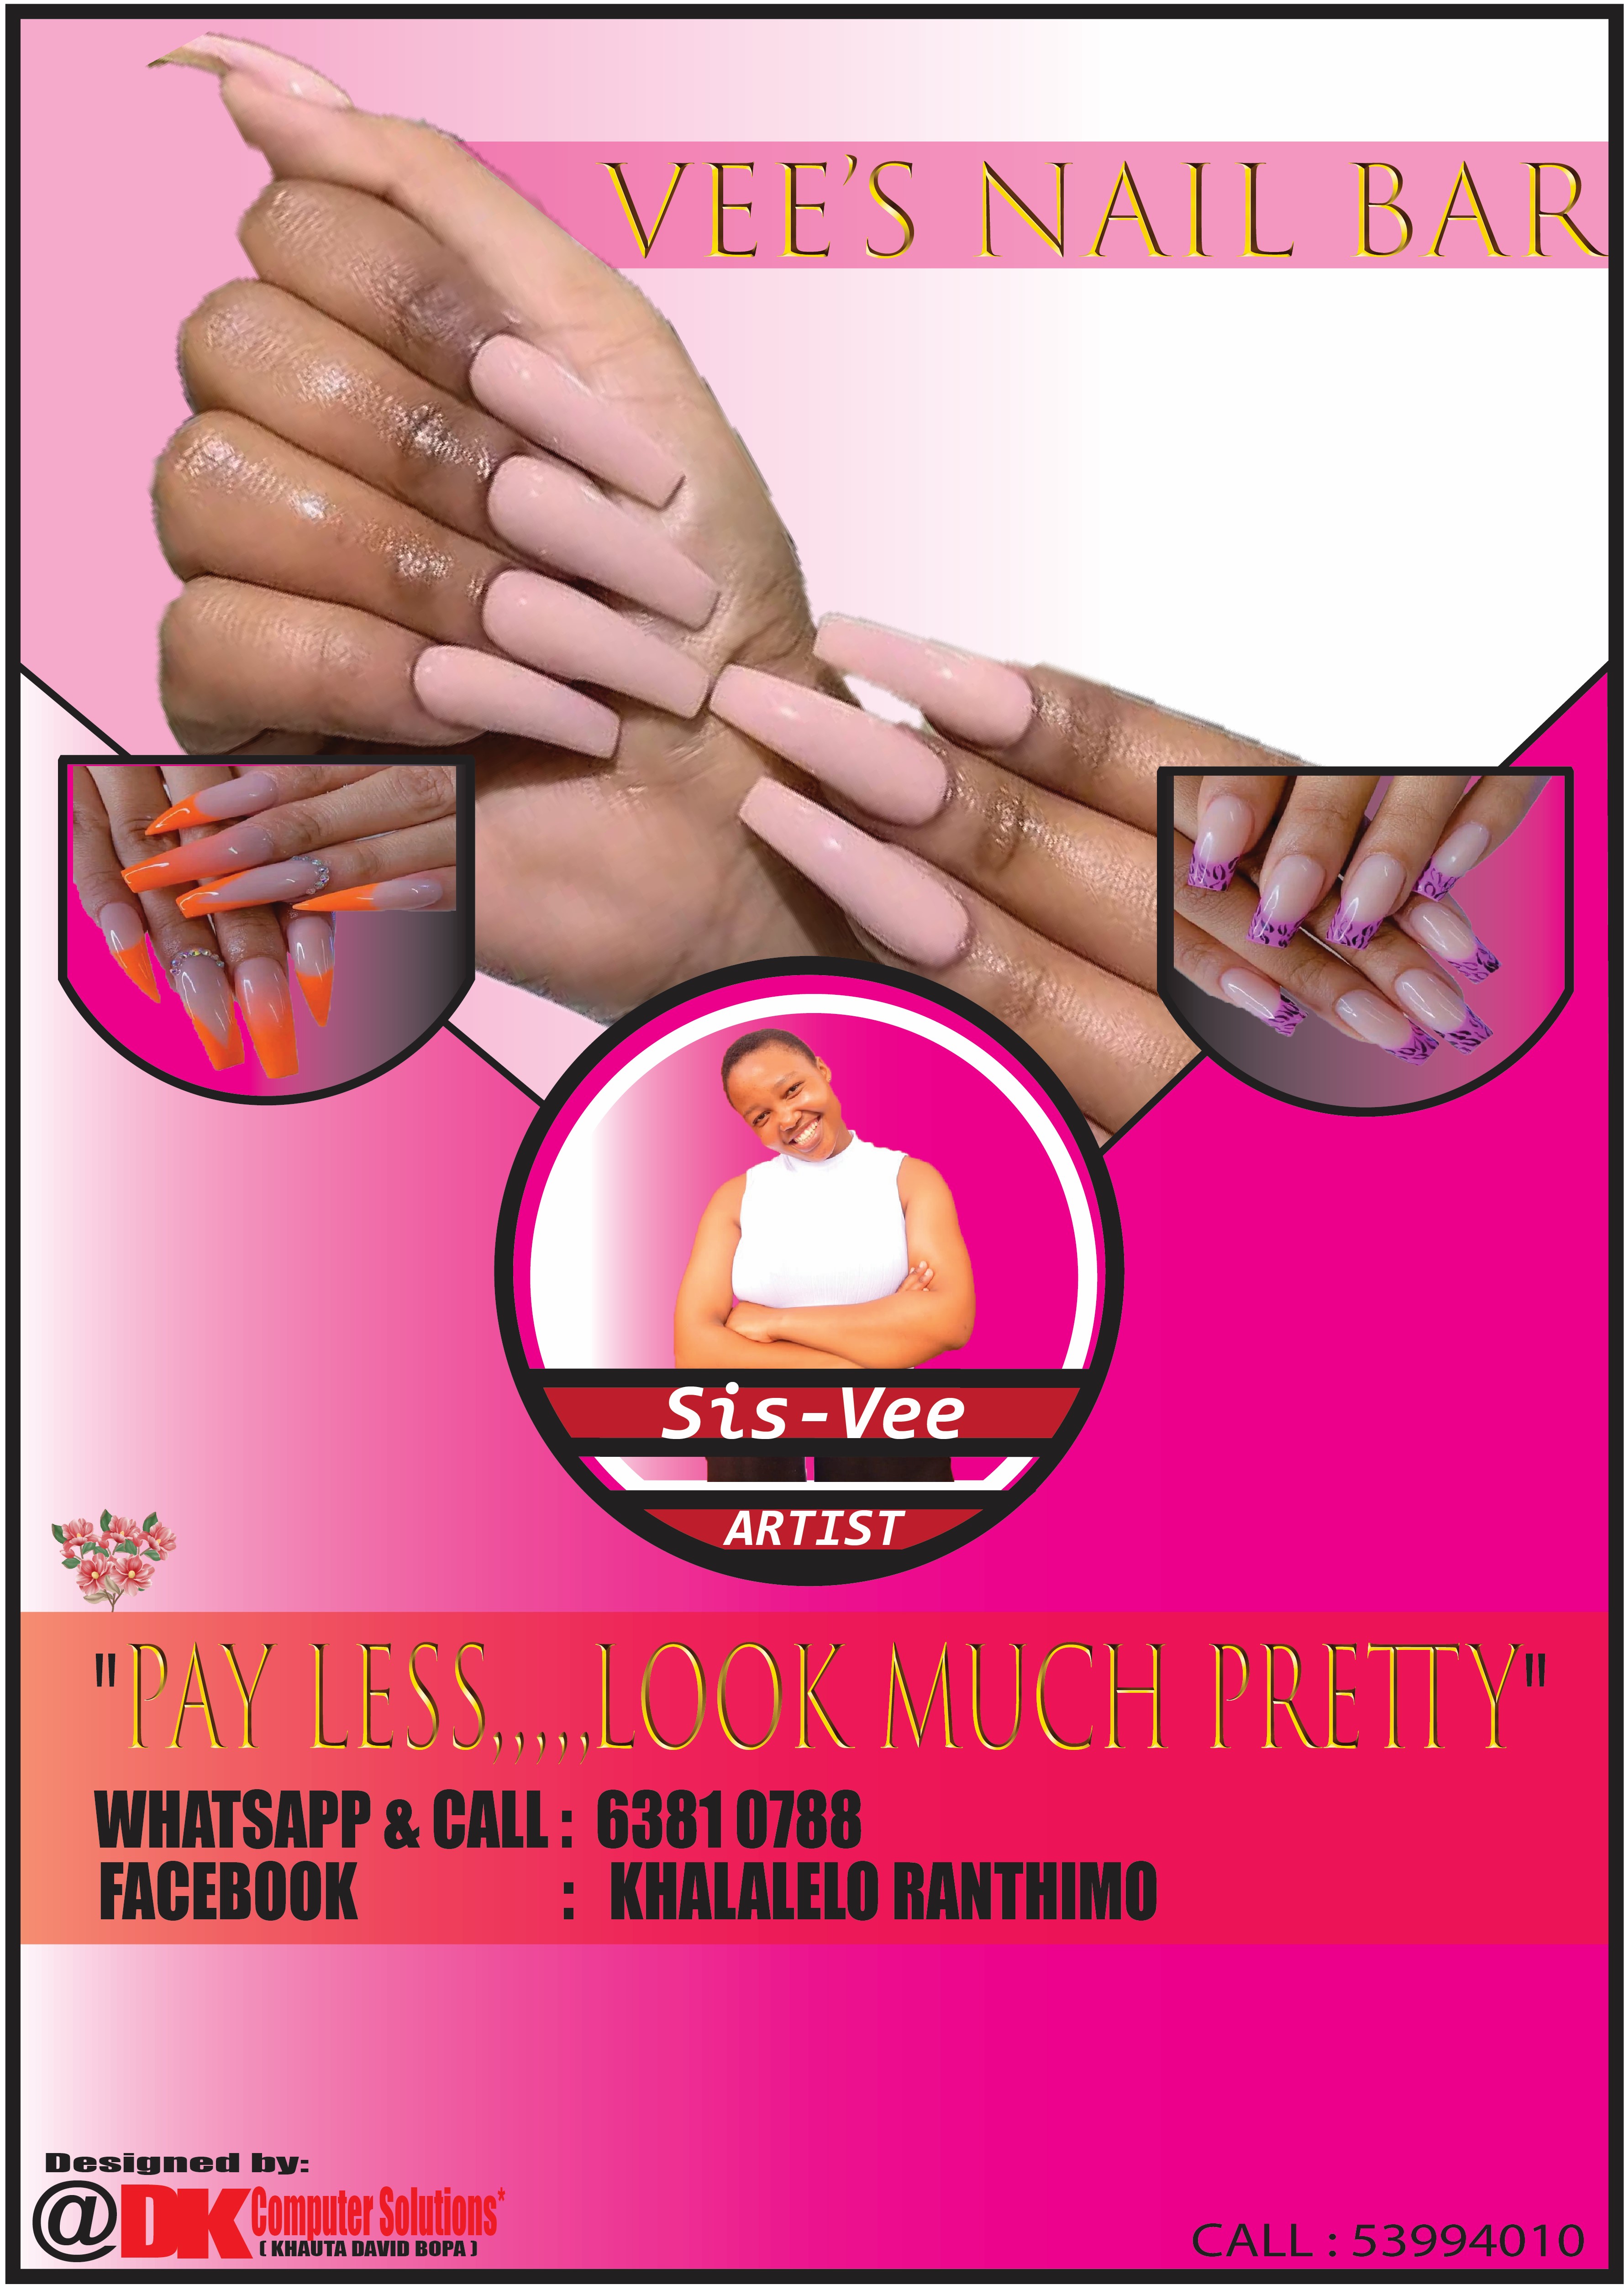 VEE'S NAIL BAR
Sis-Vee
ARTIST
"PAY LESS,,,,,LOOK MUCH PRETTY"
WHATSAPP & CALL : 6381 0788
FACEBOOK : KHALALELO RANTHIMO
Designed by:
@DK Computer Solutions*
( KHAUTA DAVID BOPA )
CALL : 53994010